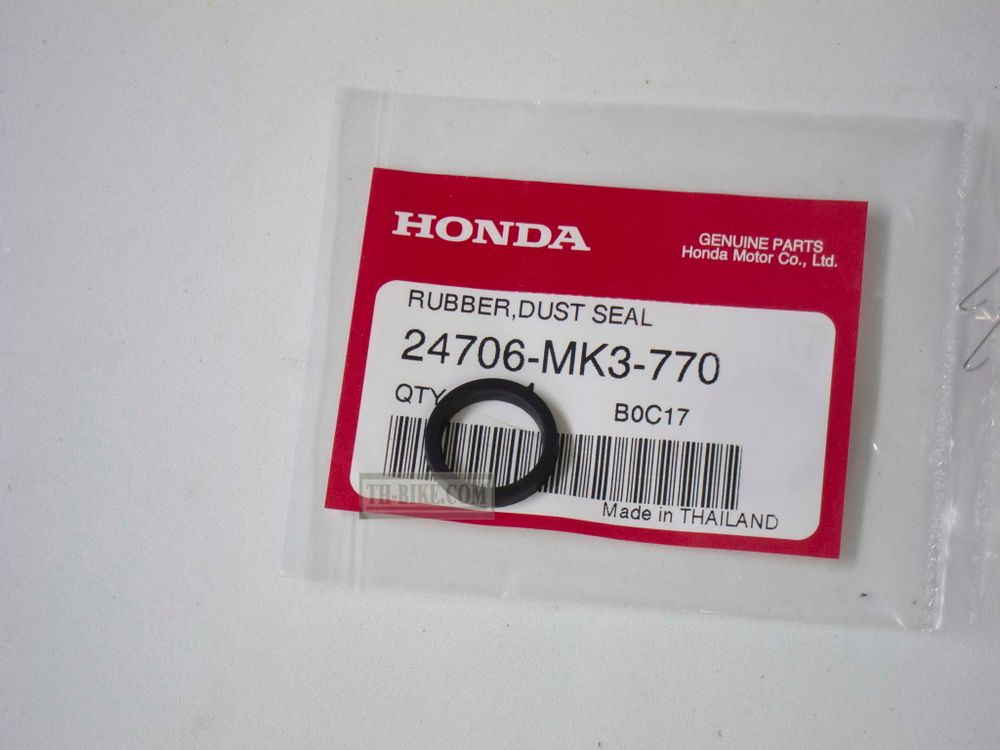 HONDA
GENUINE PARTS
Honda Motor Co., Ltd.
RUBBER,DUST SEAL
24706-MK3-770
QTY
B0C17
TH-BIKE.COM
Made in THAILAND